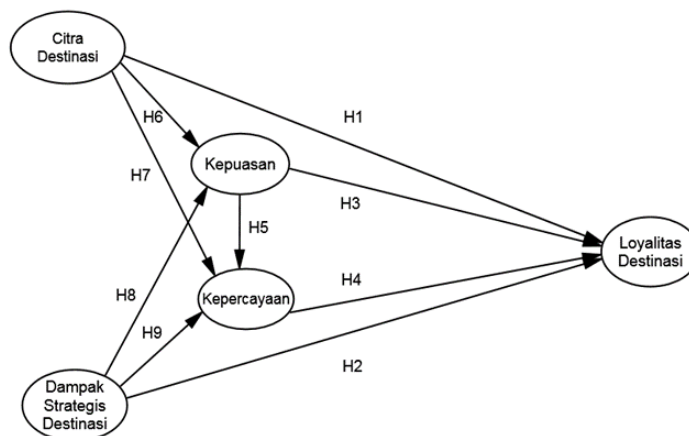 Citra
Destinasi
H1
H6
Kepuasan
H7
H3
H5
Loyalitas
Destinasi
Kepercayaan
H4
H8
H9
H2
Dampak
Strategis
Destinasi